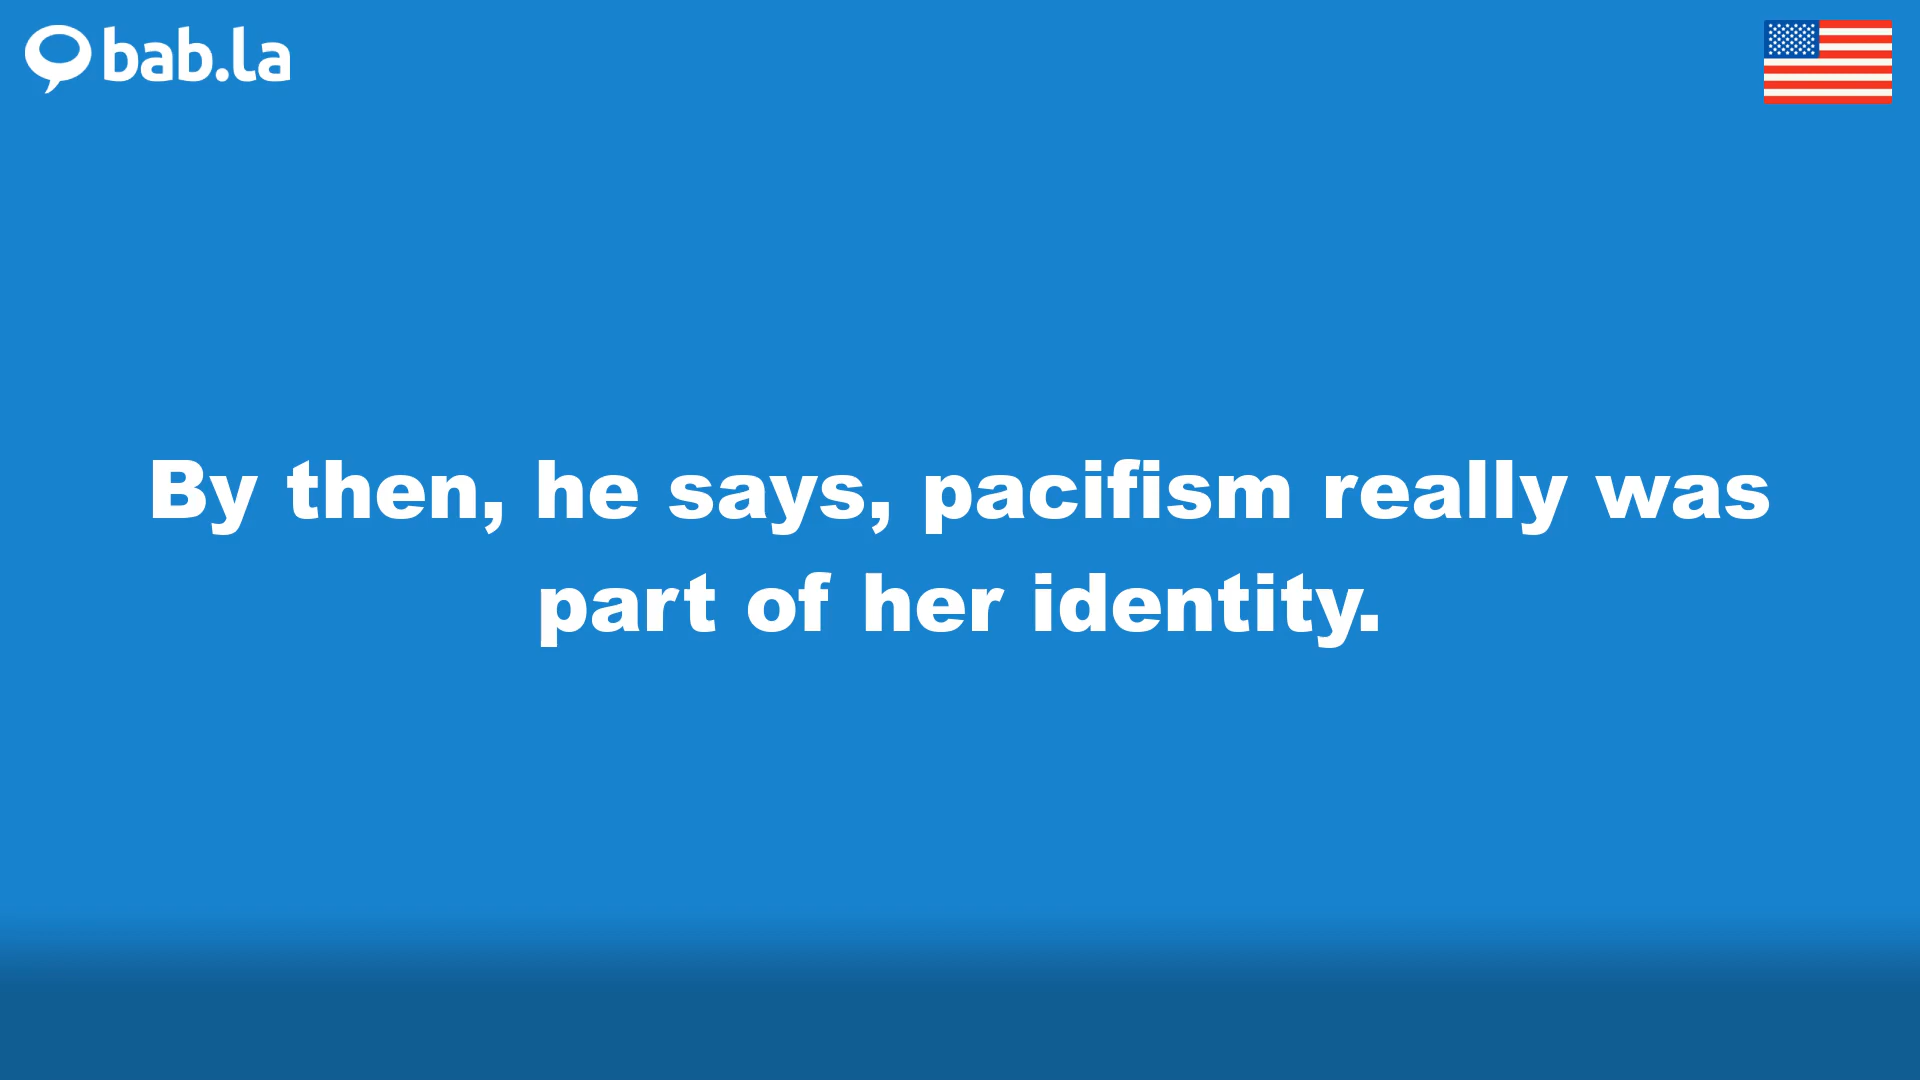 bab.la
By then, he says, pacifism really was
part of her identity.